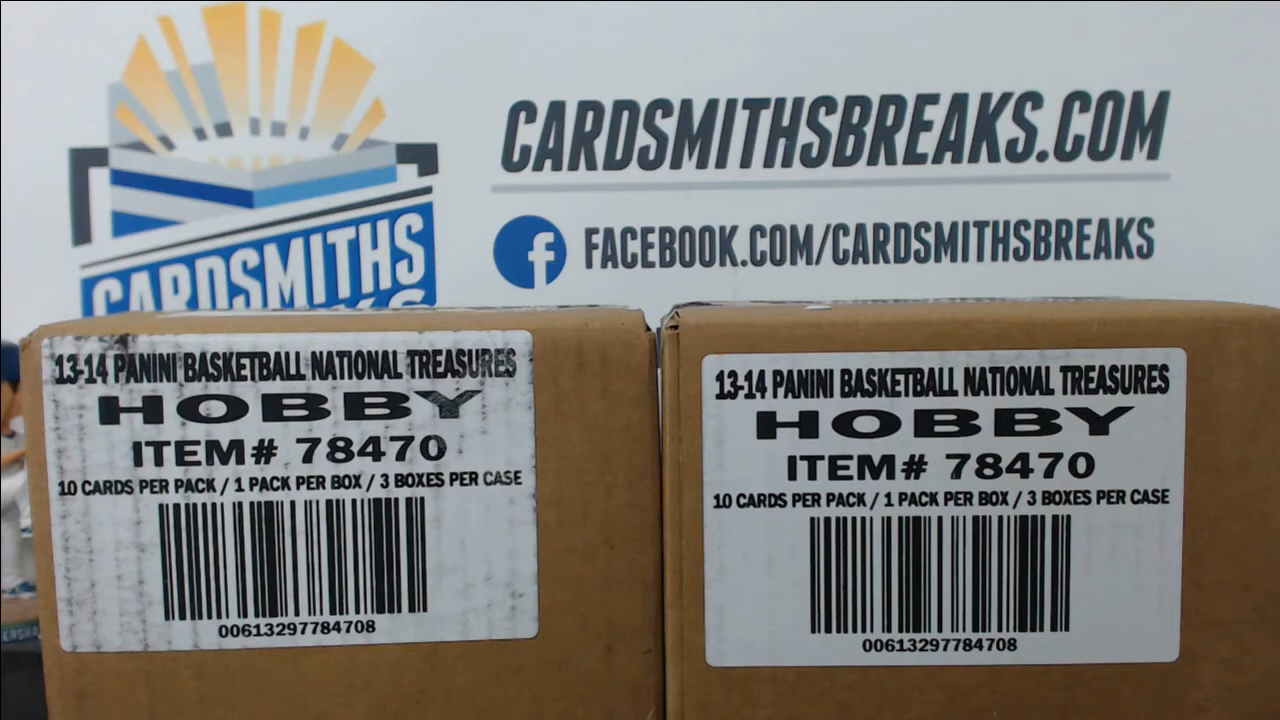 CARDSMITHSBREAKS.COM
FACEBOOK.COM/CARDSMITHSBREAKS
CARDSMITHS
13-14 PANINI BASKETBALL NATIONAL TREASURES
HOBBY
ITEM# 78470
10 CARDS PER PACK / 1 PACK PER BOX / 3 BOXES PER CASE
00613297784708
13-14 PANINI BASKETBALL NATIONAL TREASURES
HOBBY
ITEM# 78470
10 CARDS PER PACK / 1 PACK PER BOX / 3 BOXES PER CASE
00613297784708